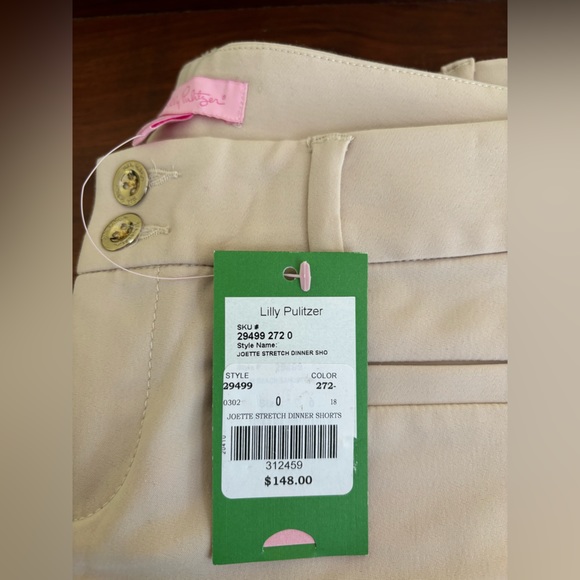 Pulitzer
Lilly Pulitzer
SKU #
29499 272 0
Style Name:
JOETTE STRETCH DINNER SHO
STYLE COLOR
29499 272-
0302 0 18
JOETTE STRETCH DINNER SHORTS
312459
$148.00